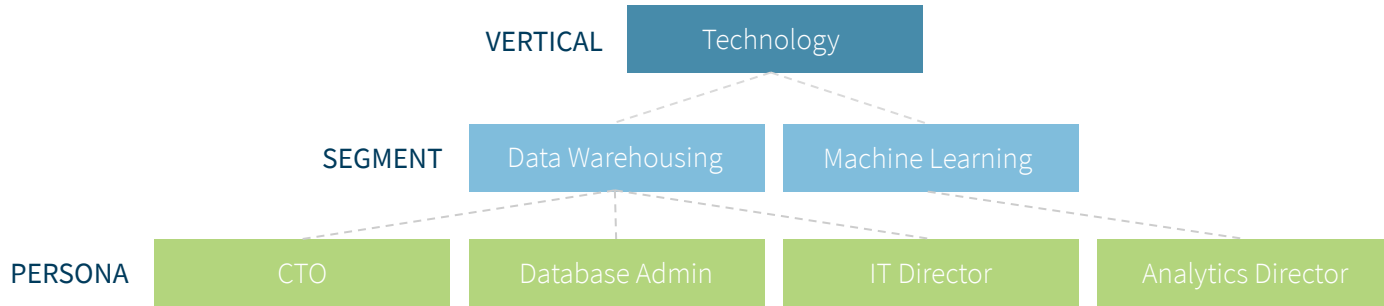 VERTICAL Technology
SEGMENT Data Warehousing Machine Learning
PERSONA CTO Database Admin IT Director Analytics Director